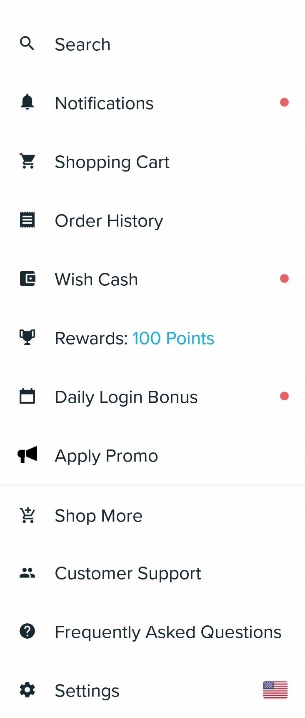 Search
Notifications
Shopping Cart
Order History
Wish Cash
Rewards: 100 Points
Daily Login Bonus
Apply Promo
Shop More
Customer Support
Frequently Asked Questions
Settings